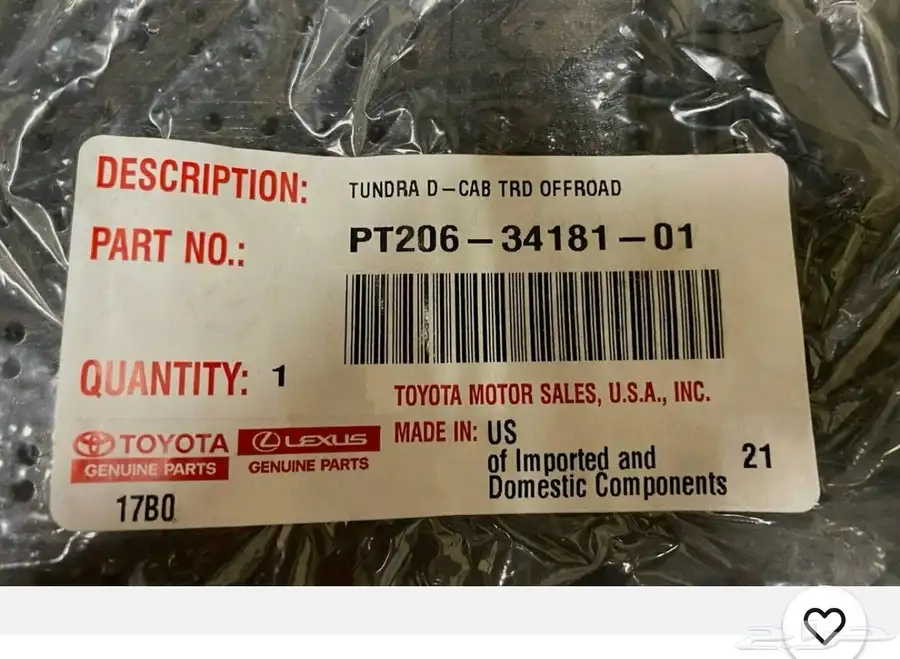 DESCRIPTION: TUNDRA D-CAB TRD OFFROAD
PART NO.: PT206-34181-01
QUANTITY: 1
TOYOTA MOTOR SALES, U.S.A., INC.
TOYOTA
GENUINE PARTS
LEXUS
GENUINE PARTS
MADE IN: US
of Imported and
Domestic Components
21
17B0